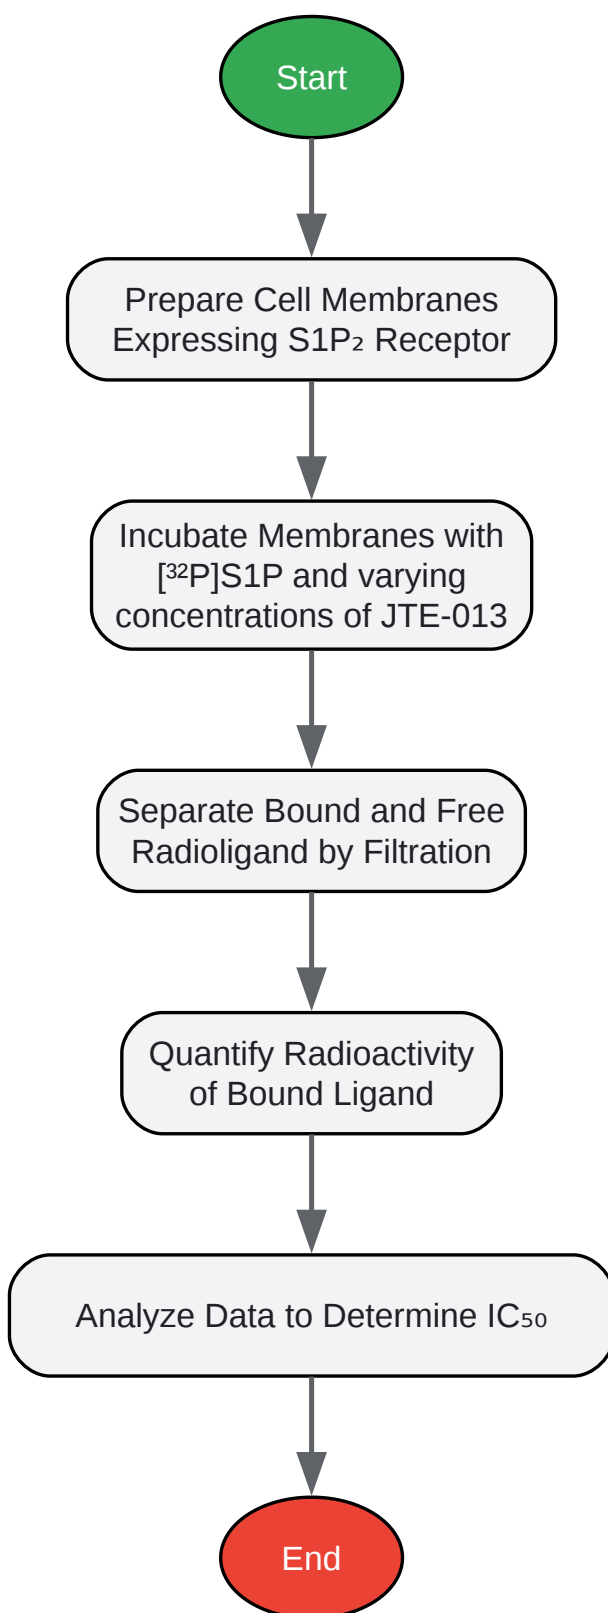 Start
Prepare Cell Membranes
Expressing S1P₂ Receptor
Incubate Membranes with
[³²P]S1P and varying
concentrations of JTE-013
Separate Bound and Free
Radioligand by Filtration
Quantify Radioactivity
of Bound Ligand
Analyze Data to Determine IC₅₀
End